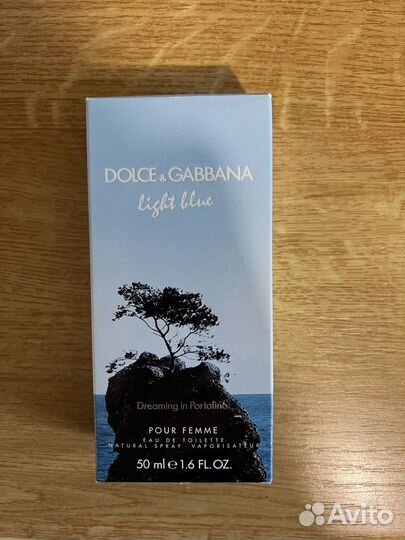 DOLCE & GABBANA
light blue
Dreaming in Portofino
POUR FEMME
EAU DE TOILETTE
NATURAL SPRAY · VAPORISATEUR
50 ml e 1.6 FL.OZ.
Avito